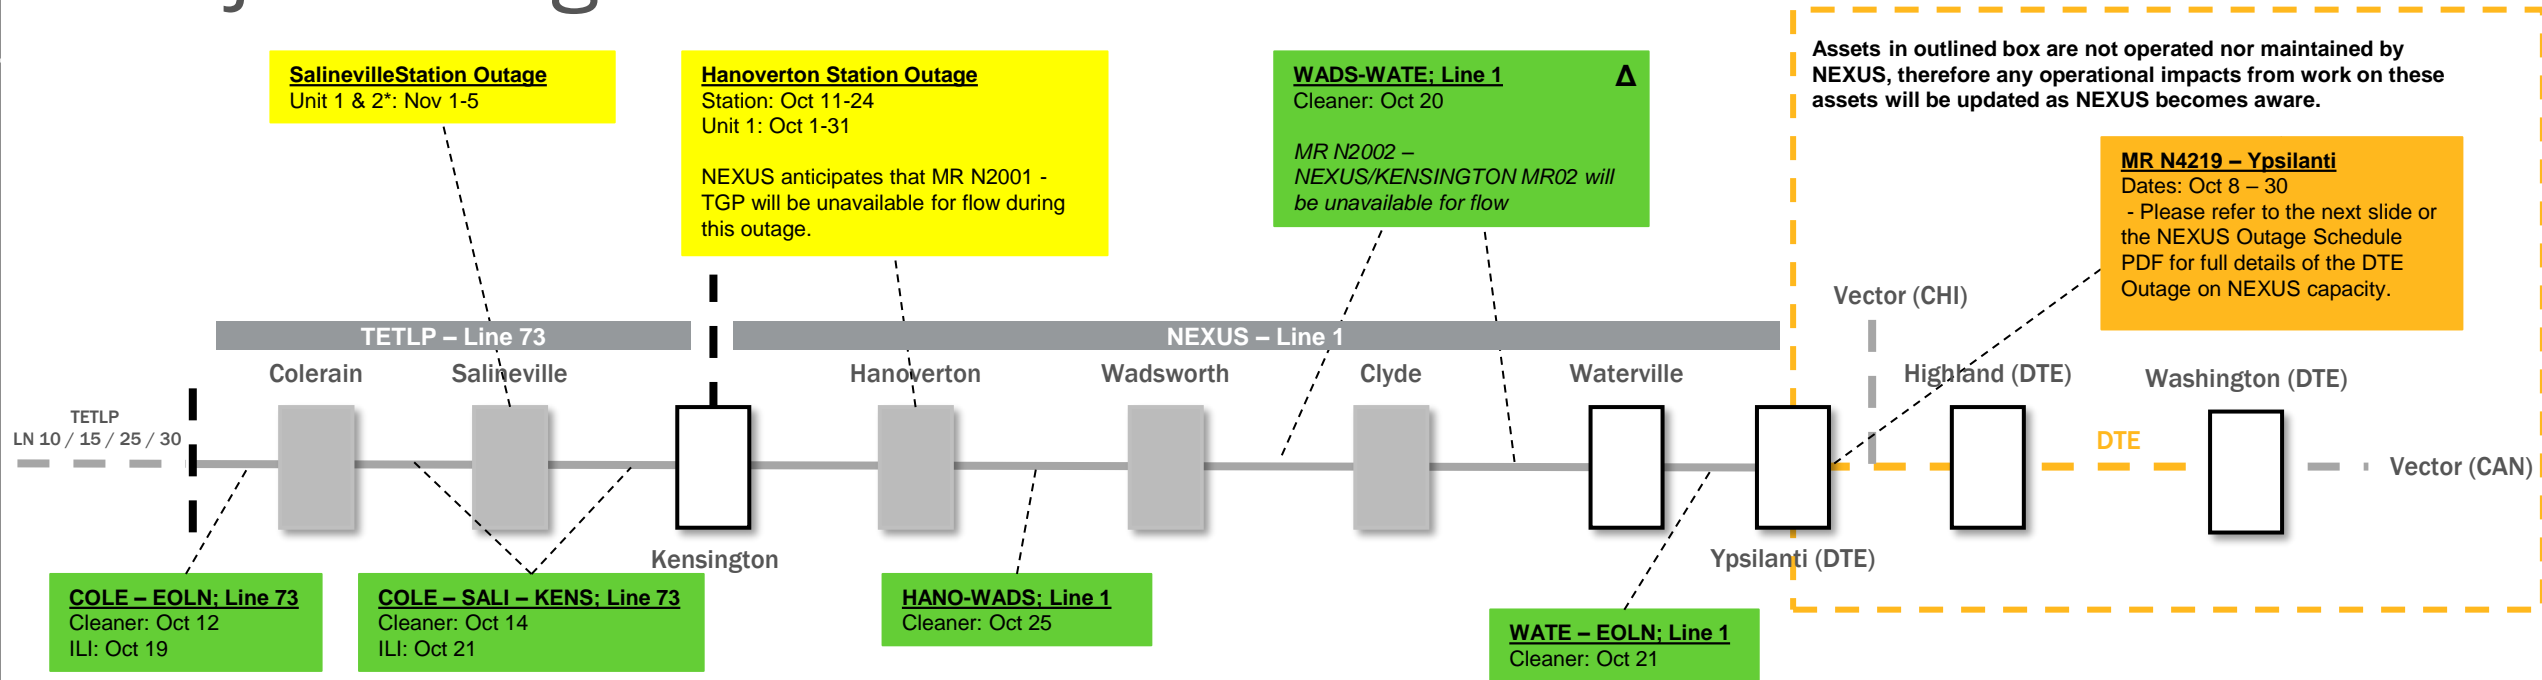 SalinevilleStation Outage
Unit 1 & 2*: Nov 1-5
Hanoverton Station Outage
Station: Oct 11-24
Unit 1: Oct 1-31
NEXUS anticipates that MR N2001 -
TGP will be unavailable for flow during
this outage.
WADS-WATE; Line 1
Δ
Cleaner: Oct 20
MR N2002 –
NEXUS/KENSINGTON MR02 will
be unavailable for flow
Assets in outlined box are not operated nor maintained by
NEXUS, therefore any operational impacts from work on these
assets will be updated as NEXUS becomes aware.
MR N4219 – Ypsilanti
Dates: Oct 8 – 30
- Please refer to the next slide or
the NEXUS Outage Schedule
PDF for full details of the DTE
Outage on NEXUS capacity.
Vector (CHI)
TETLP – Line 73
NEXUS – Line 1
Colerain
Salineville
Hanoverton
Wadsworth
Clyde
Waterville
Highland (DTE)
Washington (DTE)
TETLP
LN 10 / 15 / 25 / 30
DTE
Vector (CAN)
Kensington
Ypsilanti (DTE)
COLE – EOLN; Line 73
Cleaner: Oct 12
ILI: Oct 19
COLE – SALI – KENS; Line 73
Cleaner: Oct 14
ILI: Oct 21
HANO-WADS; Line 1
Cleaner: Oct 25
WATE – EOLN; Line 1
Cleaner: Oct 21